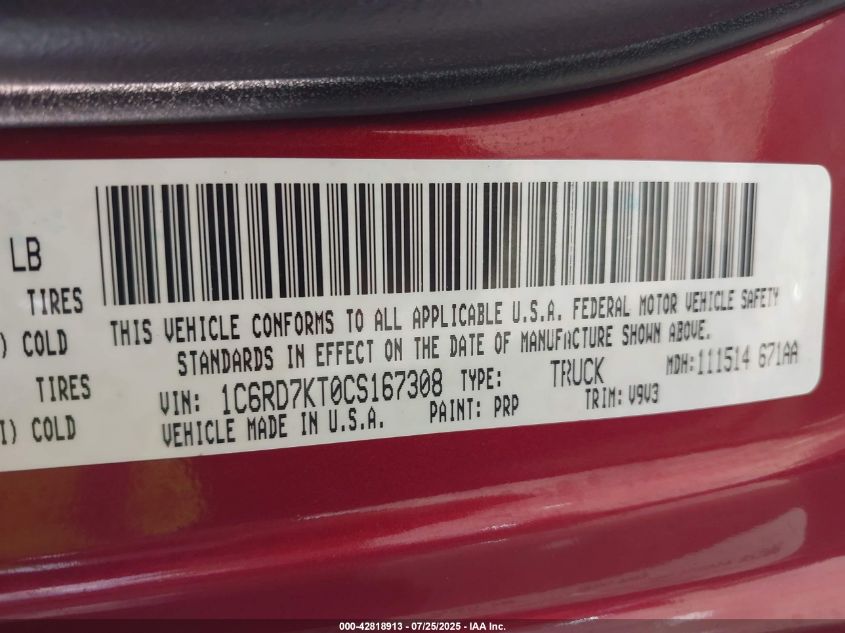 LB
TIRES
) COLD
TIRES
I) COLD
THIS VEHICLE CONFORMS TO ALL APPLICABLE U.S.A. FEDERAL MOTOR VEHICLE SAFETY
STANDARDS IN EFFECT ON THE DATE OF MANUFACTURE SHOWN ABOVE.
VIN: 1C6RD7KT0CS167308 TYPE: TRUCK MDH:111514 671AA
VEHICLE MADE IN U.S.A. PAINT: PRP TRIM: V9V3
000-42818913 - 07/25/2025 - IAA Inc.